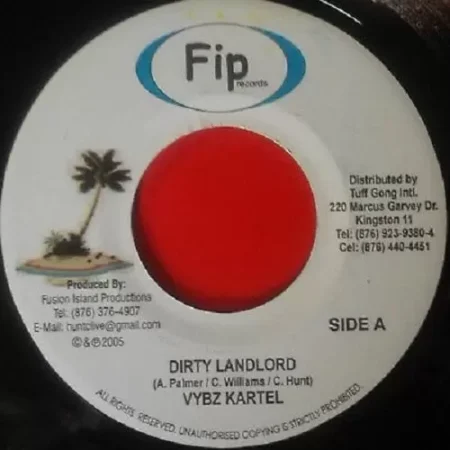 Fip
records
Distributed by
Tuff Gong Intl.
220 Marcus Garvey Dr.
Kingston 11
Tel: (876) 923-9380-4
Cel: (876) 440-4451
Produced By:
Fusion Island Productions
Tel: (876) 376-4907
E-Mail: huntclive@gmail.com
©&℗2005
SIDE A
DIRTY LANDLORD
(A. Palmer / C. Williams / C. Hunt)
VYBZ KARTEL
ALL RIGHTS RESERVED. UNAUTHORISED COPYING IS STRICTLY PROHIBITED.